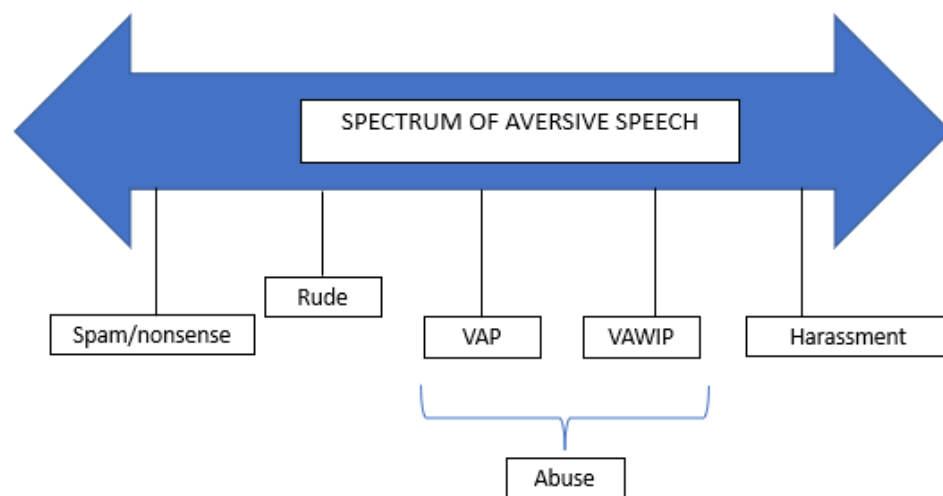 SPECTRUM OF AVERSIVE SPEECH
Rude
Spam/nonsense
VAP
VAWIP
Harassment
Abuse